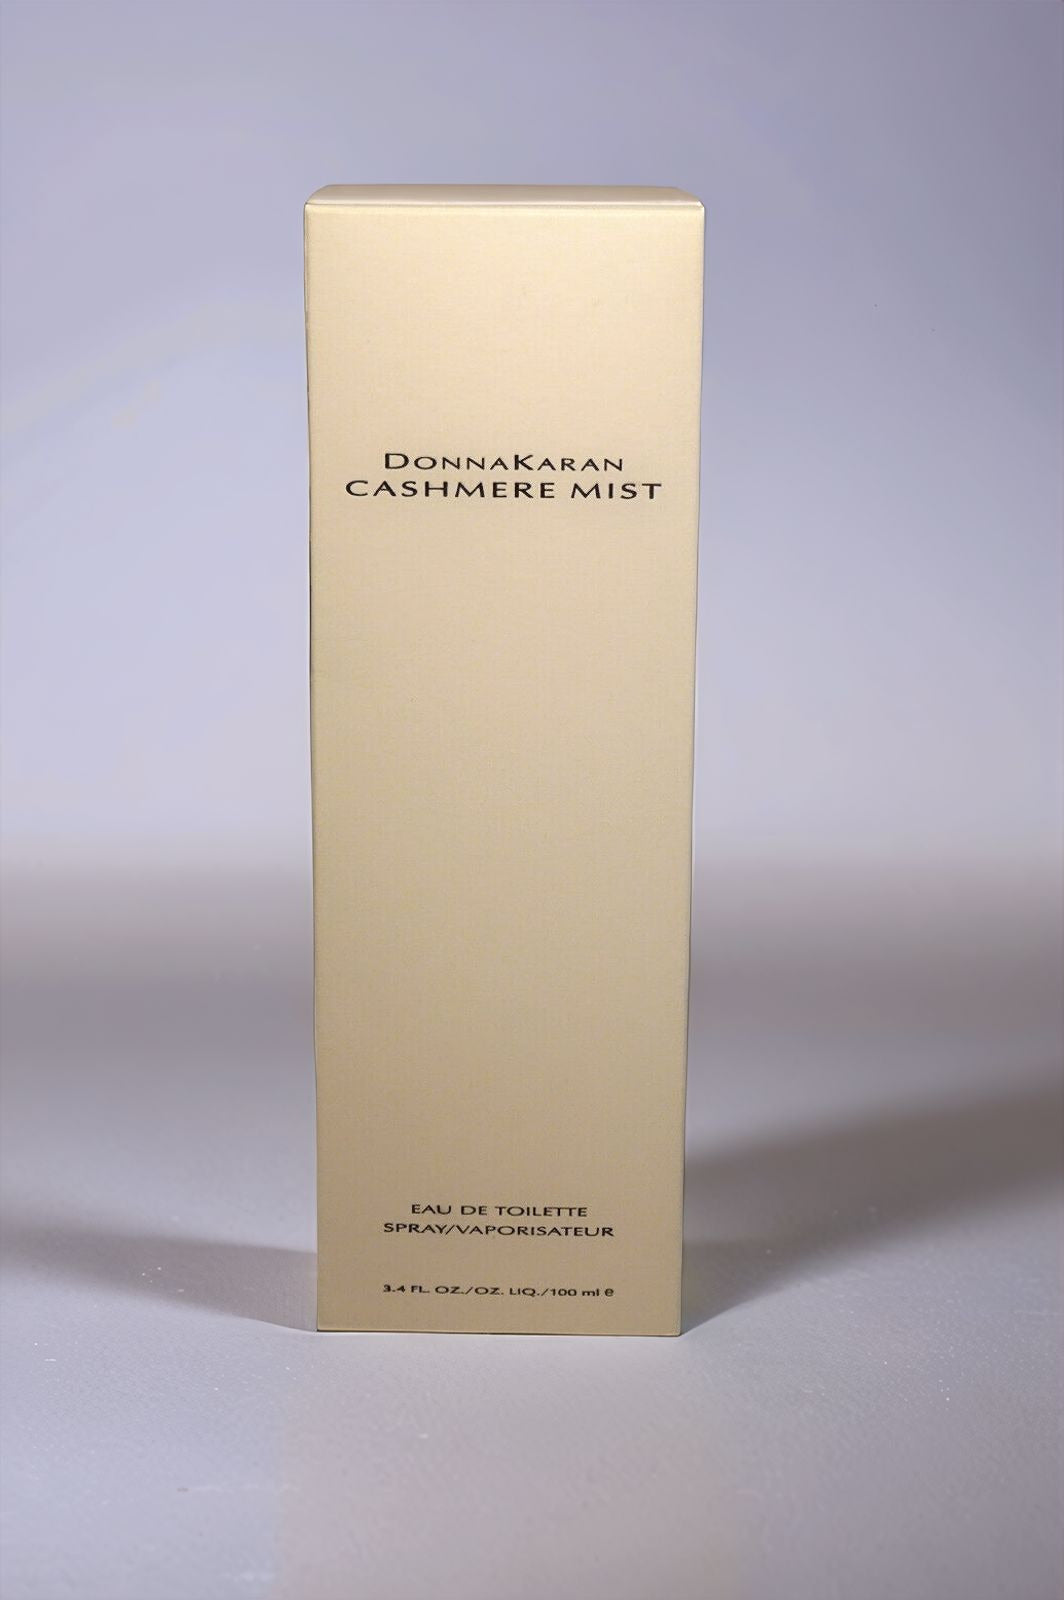 DONNAKARAN
CASHMERE MIST
EAU DE TOILETTE
SPRAY/VAPORISATEUR
3.4 FL. OZ./OZ. LIQ./100 ml e